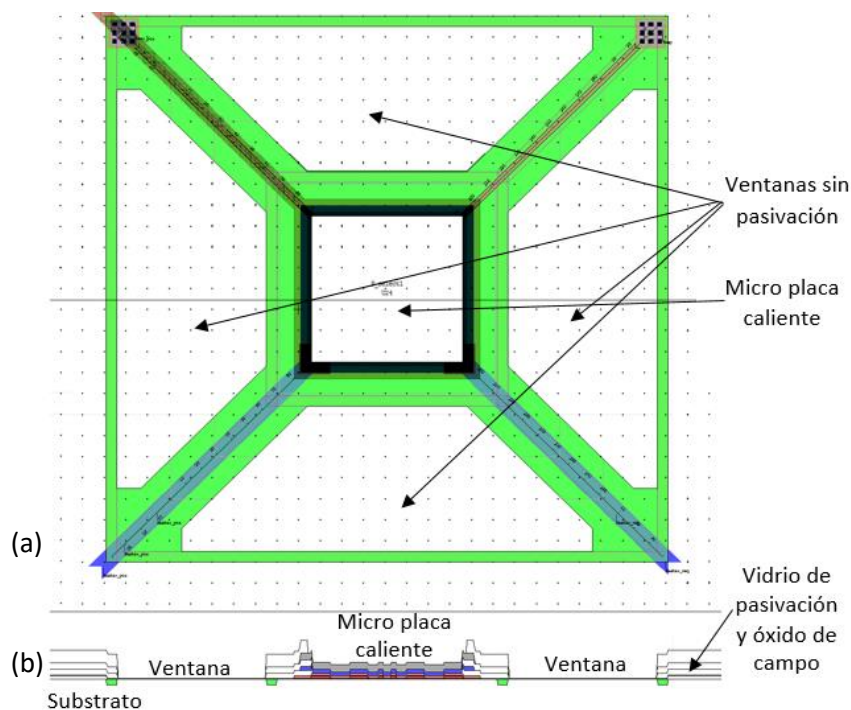 Ventanas sin
pasivación
Micro placa
caliente
(a)
Vidrio de
pasivación
y óxido de
campo
Micro placa
caliente
(b)
Ventana
Ventana
Substrato